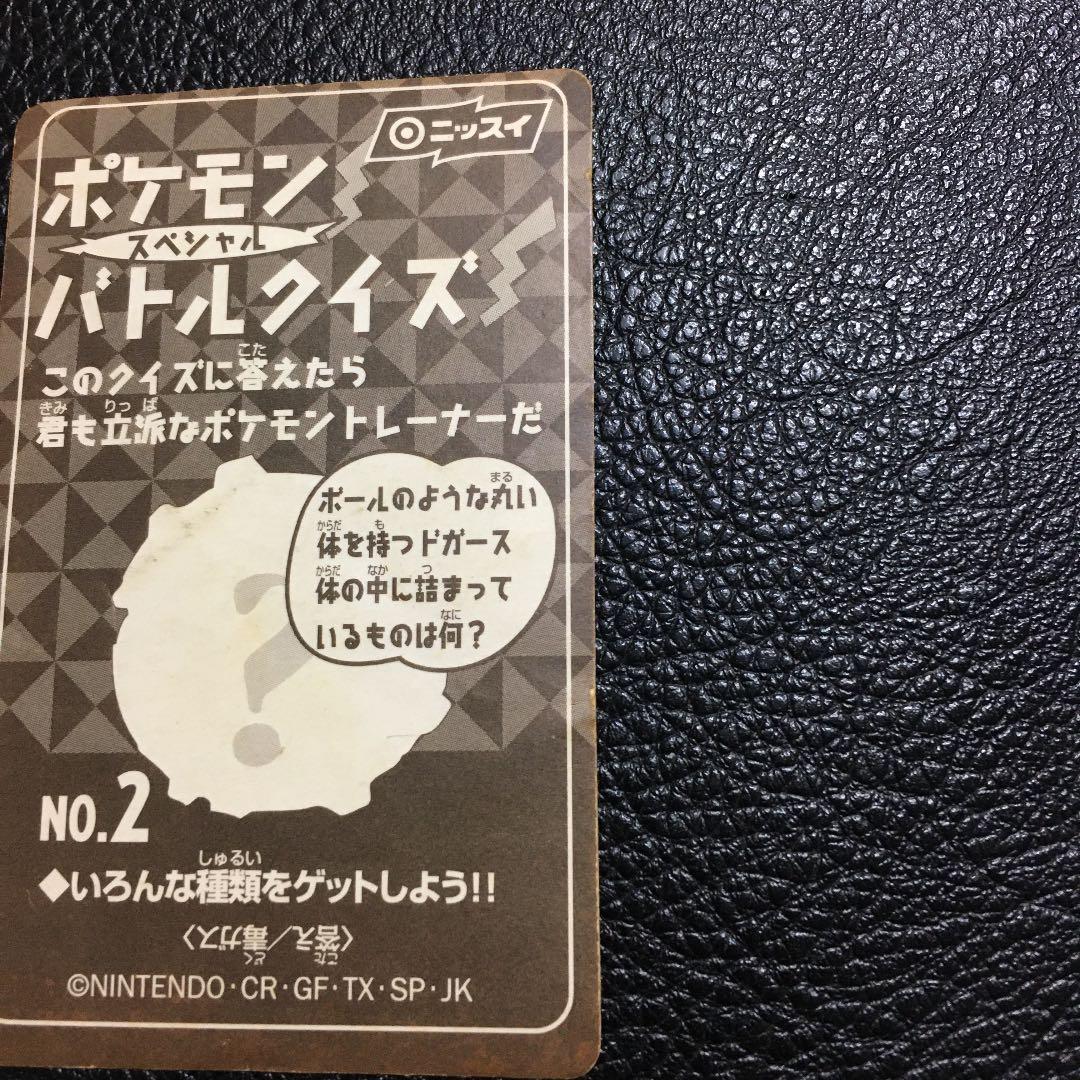 ニッスイ
ポケモン
スペシャル
バトルクイズ
このクイズに答えたら
君も立派なポケモントレーナーだ
ボールのような丸い
体を持つドガース
体の中に詰まって
いるものは何?
?
NO.2
◆いろんな種類をゲットしよう!!
〈答え/毒ガス〉
©NINTENDO·CR·GF·TX·SP·JK